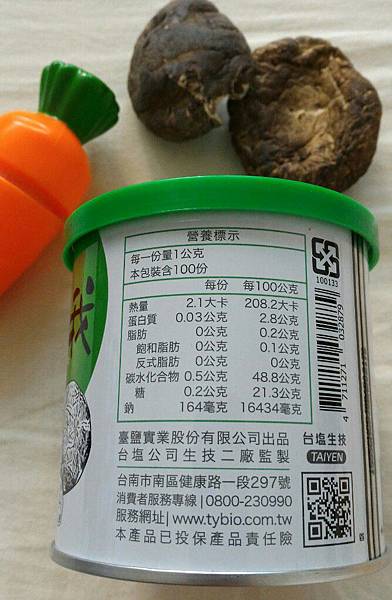 營養標示
每一份量1公克
本包裝含100份
每份 每100公克
熱量 2.1大卡 208.2大卡
蛋白質 0.03公克 2.8公克
脂肪 0公克 0.2公克
飽和脂肪 0公克 0.1公克
反式脂肪 0公克 0公克
碳水化合物 0.5公克 48.8公克
糖 0.2公克 21.3公克
鈉 164毫克 16434毫克
100133
4 711271 032879
臺鹽實業股份有限公司出品
台塩公司生技二廠監製
台塩生技
TAIYEN
台南市南區健康路一段297號
消費者服務專線|0800-230990
服務網址|www.tybio.com.tw
本產品已投保產品責任險